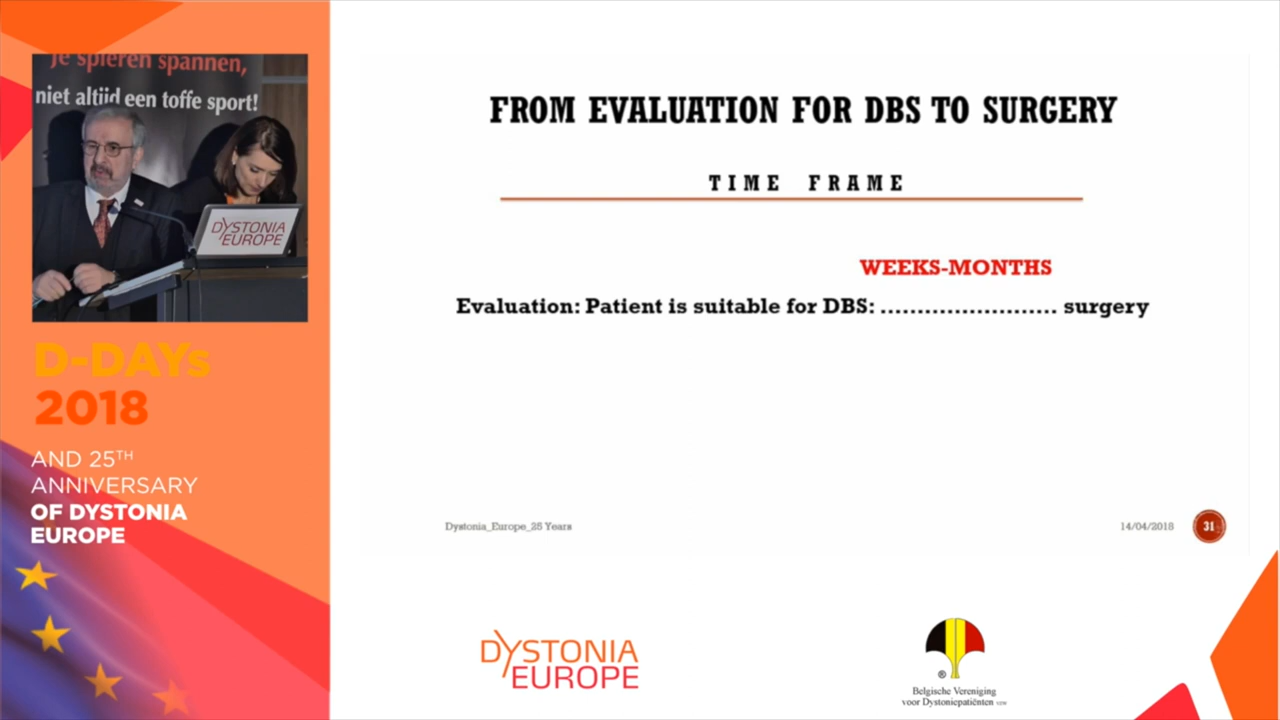 Je spieren spannen,
niet altijd een toffe sport!
DYSTONIA
EUROPE
D-DAYs
2018
AND 25TH
ANNIVERSARY
OF DYSTONIA
EUROPE
FROM EVALUATION FOR DBS TO SURGERY
TIME FRAME
WEEKS-MONTHS
Evaluation: Patient is suitable for DBS: ........................ surgery
Dystonia_Europe_25 Years
14/04/2018
31
DYSTONIA
EUROPE
®
Belgische Vereniging
voor Dystoniepatiënten vzw